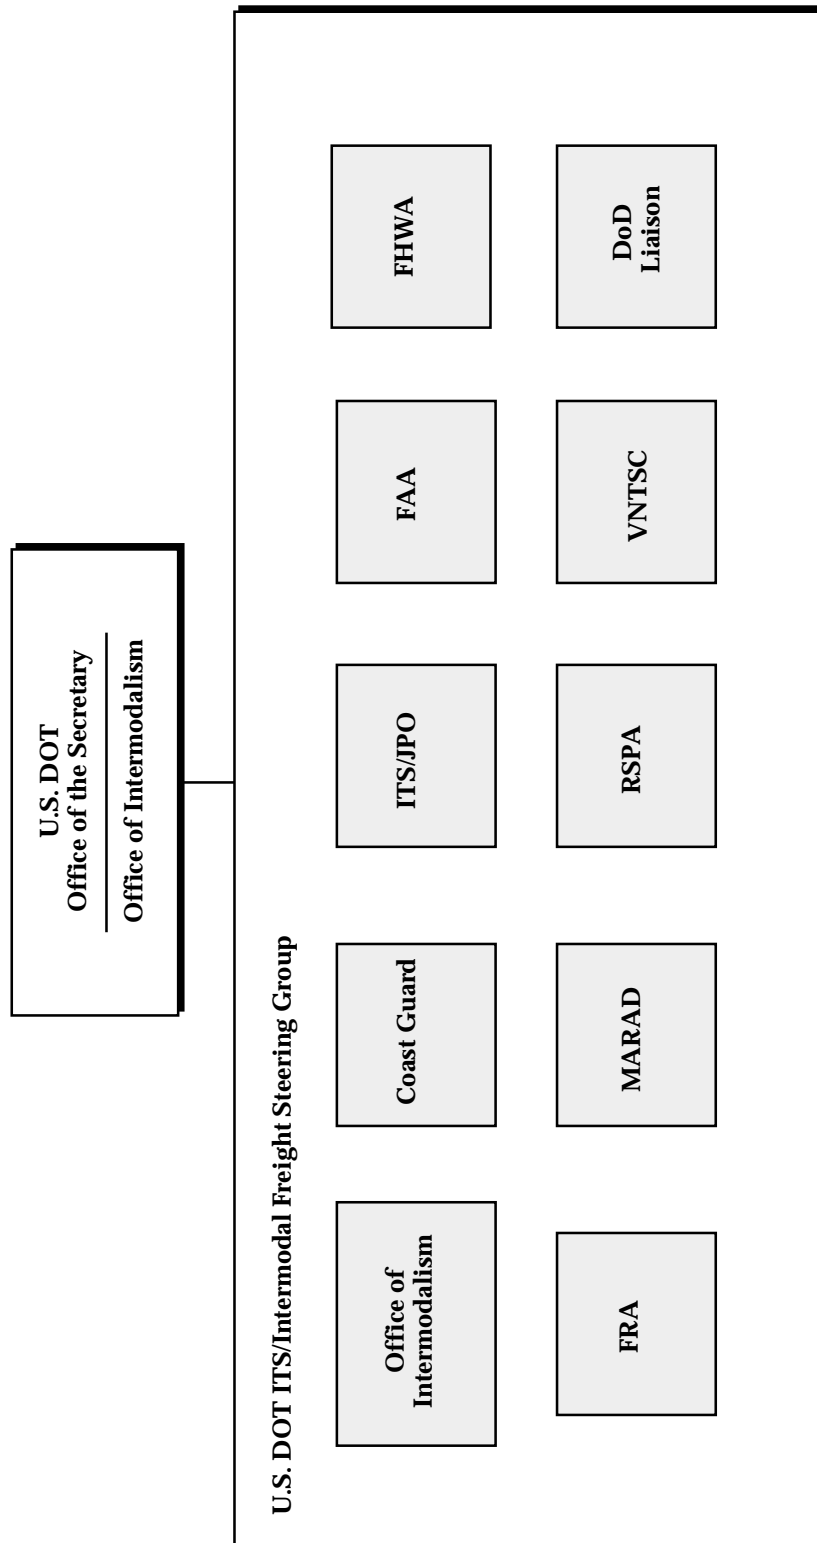 U.S. DOT
Office of the Secretary
Office of Intermodalism
U.S. DOT ITS/Intermodal Freight Steering Group
Office of
Intermodalism
Coast Guard
ITS/JPO
FAA
FHWA
FRA
MARAD
RSPA
VNTSC
DoD
Liaison